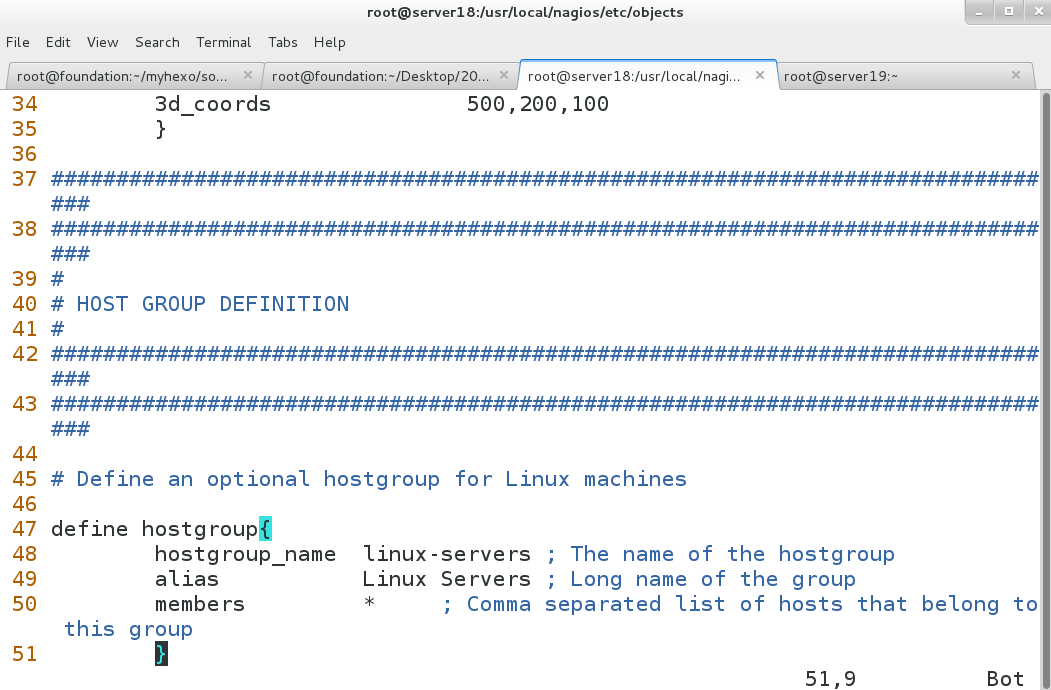 root@server18:/usr/local/nagios/etc/objects
File Edit View Search Terminal Tabs Help
root@foundation:~/myhexo/so... × root@foundation:~/Desktop/20... × root@server18:/usr/local/nagi... × root@server19:~ ×
34         3d_coords               500,200,100
35         }
36
37 ############################################################################
###
38 ############################################################################
###
39 #
40 # HOST GROUP DEFINITION
41 #
42 ############################################################################
###
43 ############################################################################
###
44
45 # Define an optional hostgroup for Linux machines
46
47 define hostgroup{
48         hostgroup_name  linux-servers ; The name of the hostgroup
49         alias           Linux Servers ; Long name of the group
50         members         *     ; Comma separated list of hosts that belong to
 this group
51         }
51,9          Bot